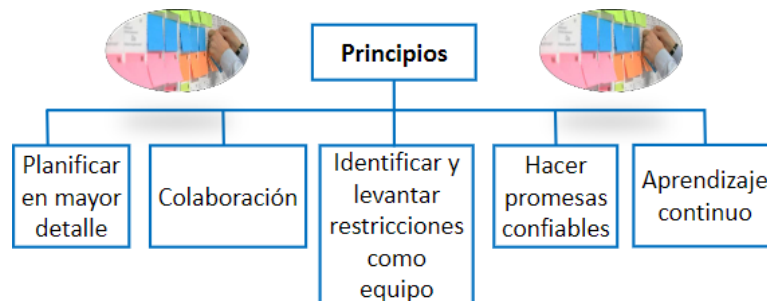 Principios
Planificar
en mayor
detalle
Colaboración
Identificar y
levantar
restricciones
como
equipo
Hacer
promesas
confiables
Aprendizaje
continuo